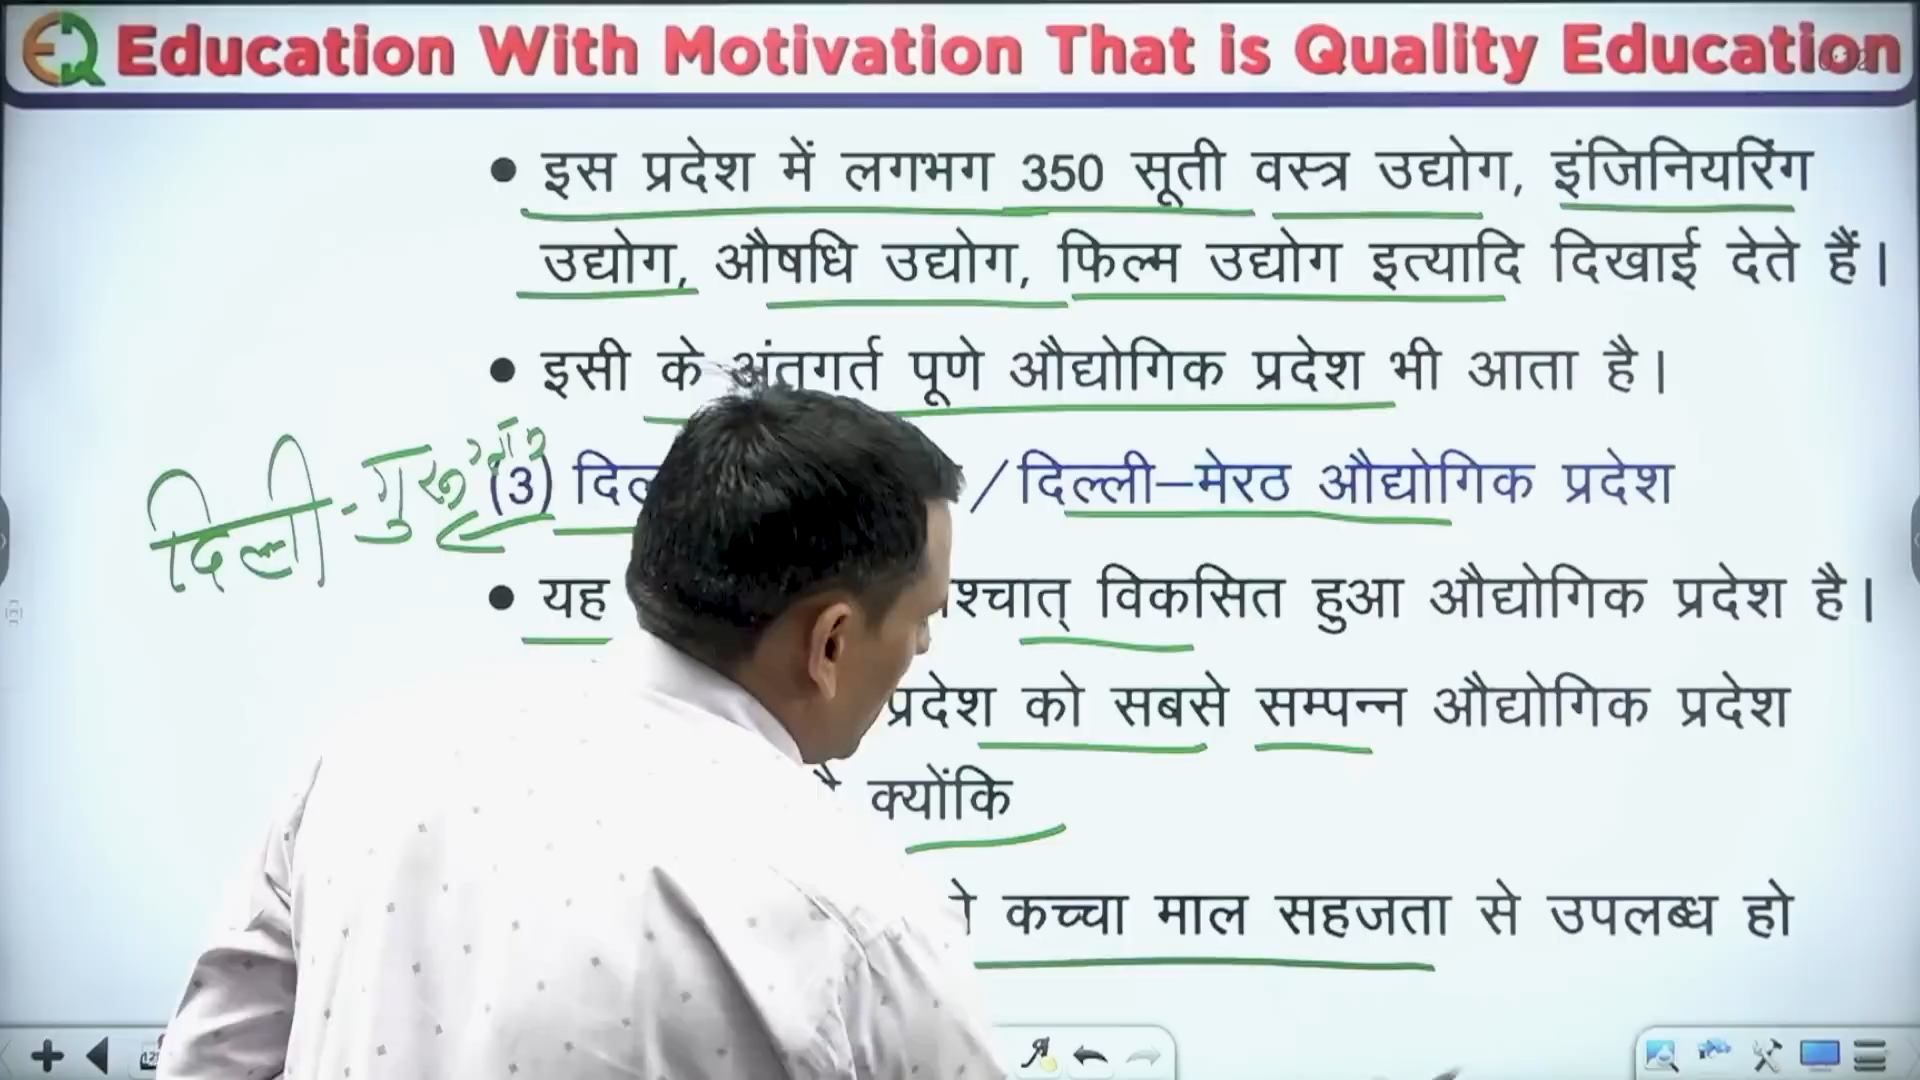 Education With Motivation That is Quality Education
• इस प्रदेश में लगभग 350 सूती वस्त्र उद्योग, इंजिनियरिंग
उद्योग, औषधि उद्योग, फिल्म उद्योग इत्यादि दिखाई देते हैं।
• इसी के अंतगर्त पूणे औद्योगिक प्रदेश भी आता है।
दिल्ली-
(3) / दिल्ली–मेरठ औद्योगिक प्रदेश
• यह विकसित हुआ औद्योगिक प्रदेश है।
प्रदेश को सबसे सम्पन्न औद्योगिक प्रदेश
क्योंकि
कच्चा माल सहजता से उपलब्ध हो